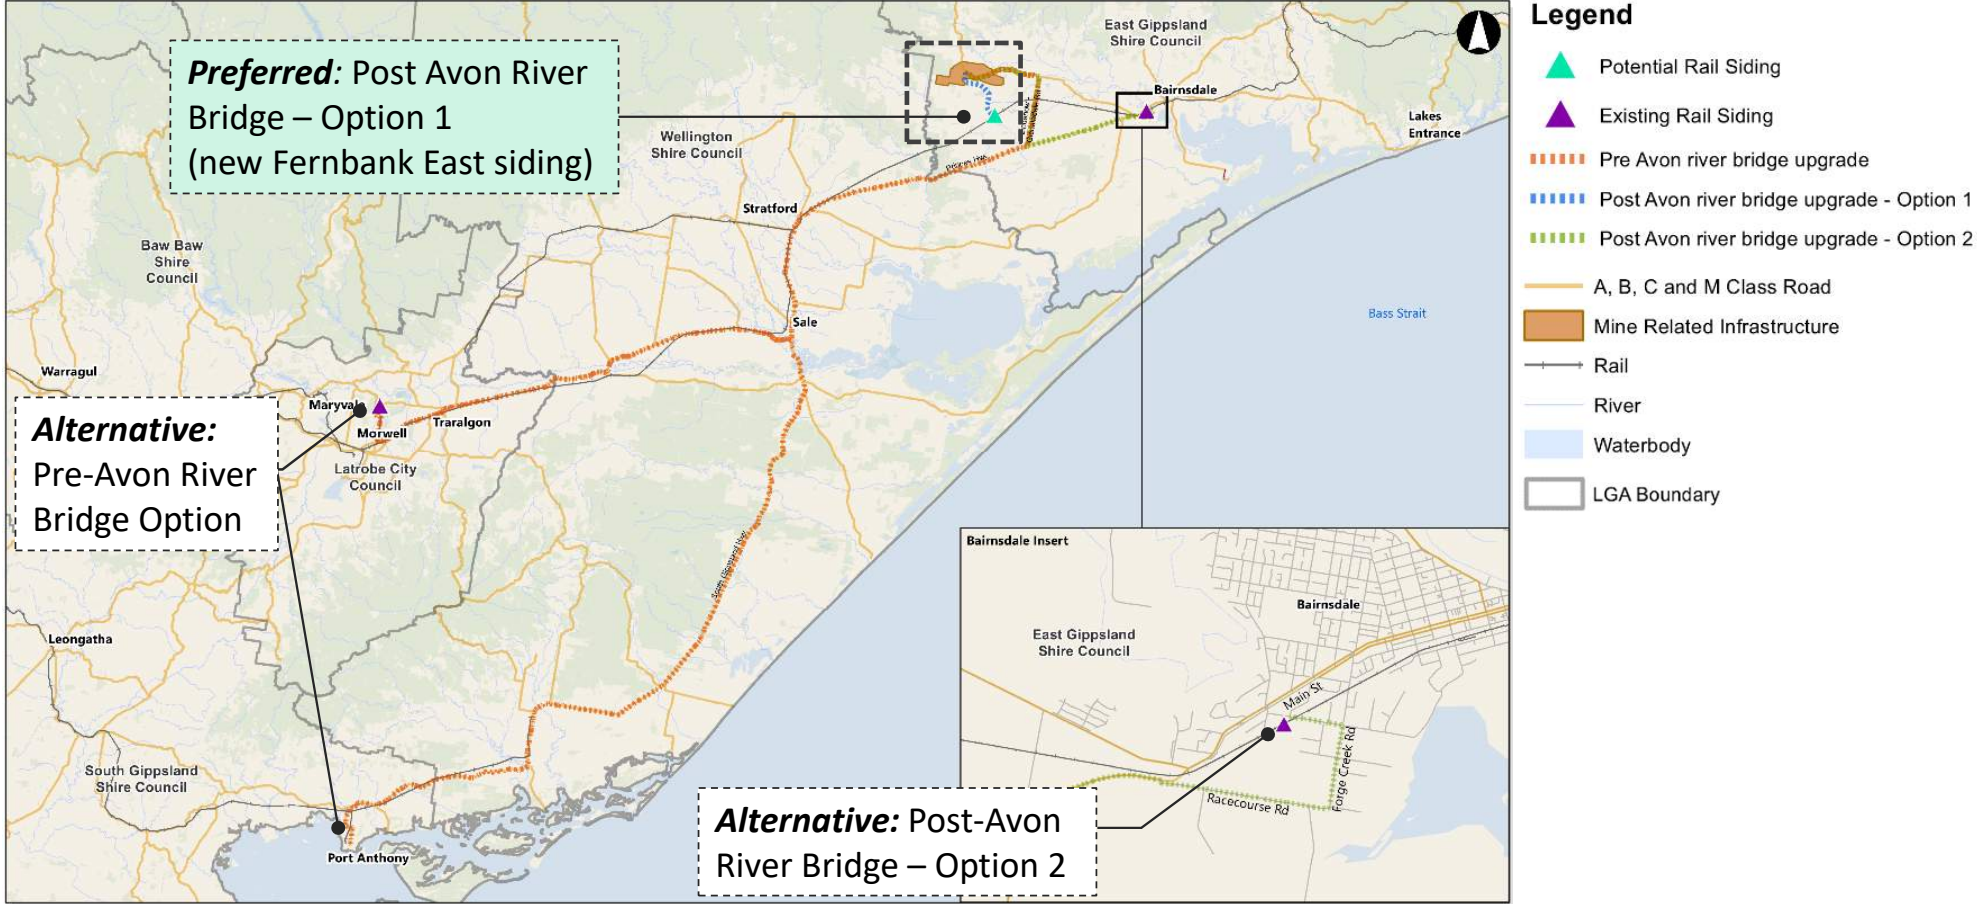 Preferred: Post Avon River
Bridge – Option 1
(new Fernbank East siding)
East Gippsland
Shire Council
Bairnsdale
Lakes
Entrance
Wellington
Shire Council
Princes Hwy
Stratford
Baw Baw
Shire
Council
Bass Strait
Sale
Warragul
Morwell
Traralgon
Latrobe City
Council
Alternative:
Pre-Avon River
Bridge Option
South Gippsland Hwy
Leongatha
South Gippsland
Shire Council
Port Anthony
Bairnsdale Insert
Bairnsdale
East Gippsland
Shire Council
Main St
Forge Creek Rd
Racecourse Rd
Alternative: Post-Avon
River Bridge – Option 2
Legend
Potential Rail Siding
Existing Rail Siding
Pre Avon river bridge upgrade
Post Avon river bridge upgrade - Option 1
Post Avon river bridge upgrade - Option 2
A, B, C and M Class Road
Mine Related Infrastructure
Rail
River
Waterbody
LGA Boundary